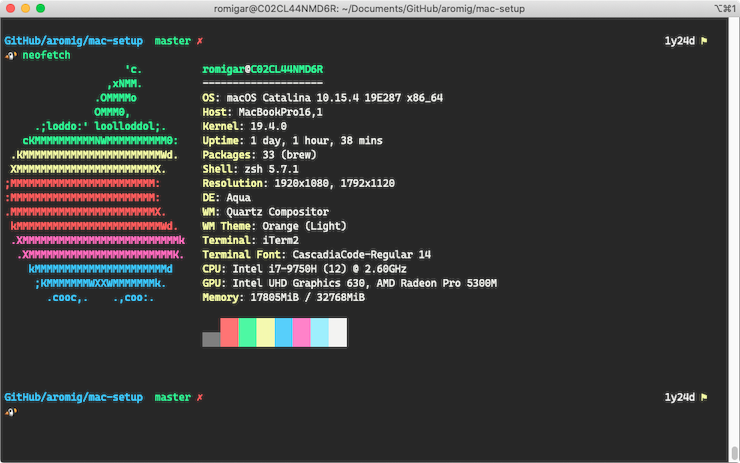 romigar@C02CL44NMD6R: ~/Documents/GitHub/aromig/mac-setup ⌥⌘1
GitHub/aromig/mac-setup master ✗ 1y24d ⚑
neofetch
'c.
,xNMM.
.OMMMMo
OMMM0,
.;loddo:' loolloddol;.
cKMMMMMMMMMMNWMMMMMMMMMM0:
.KMMMMMMMMMMMMMMMMMMMMMMMWd.
XMMMMMMMMMMMMMMMMMMMMMMMX.
;MMMMMMMMMMMMMMMMMMMMMMMM:
:MMMMMMMMMMMMMMMMMMMMMMMM:
.MMMMMMMMMMMMMMMMMMMMMMMMX.
kMMMMMMMMMMMMMMMMMMMMMMMMWd.
.XMMMMMMMMMMMMMMMMMMMMMMMMMMk
.XMMMMMMMMMMMMMMMMMMMMMMMMK.
kMMMMMMMMMMMMMMMMMMMMMMd
;KMMMMMMMWXXWMMMMMMMk.
.cooc,. .,coo:.
romigar@C02CL44NMD6R
--------------------
OS: macOS Catalina 10.15.4 19E287 x86_64
Host: MacBookPro16,1
Kernel: 19.4.0
Uptime: 1 day, 1 hour, 38 mins
Packages: 33 (brew)
Shell: zsh 5.7.1
Resolution: 1920x1080, 1792x1120
DE: Aqua
WM: Quartz Compositor
WM Theme: Orange (Light)
Terminal: iTerm2
Terminal Font: CascadiaCode-Regular 14
CPU: Intel i7-9750H (12) @ 2.60GHz
GPU: Intel UHD Graphics 630, AMD Radeon Pro 5300M
Memory: 17805MiB / 32768MiB
GitHub/aromig/mac-setup master ✗ 1y24d ⚑